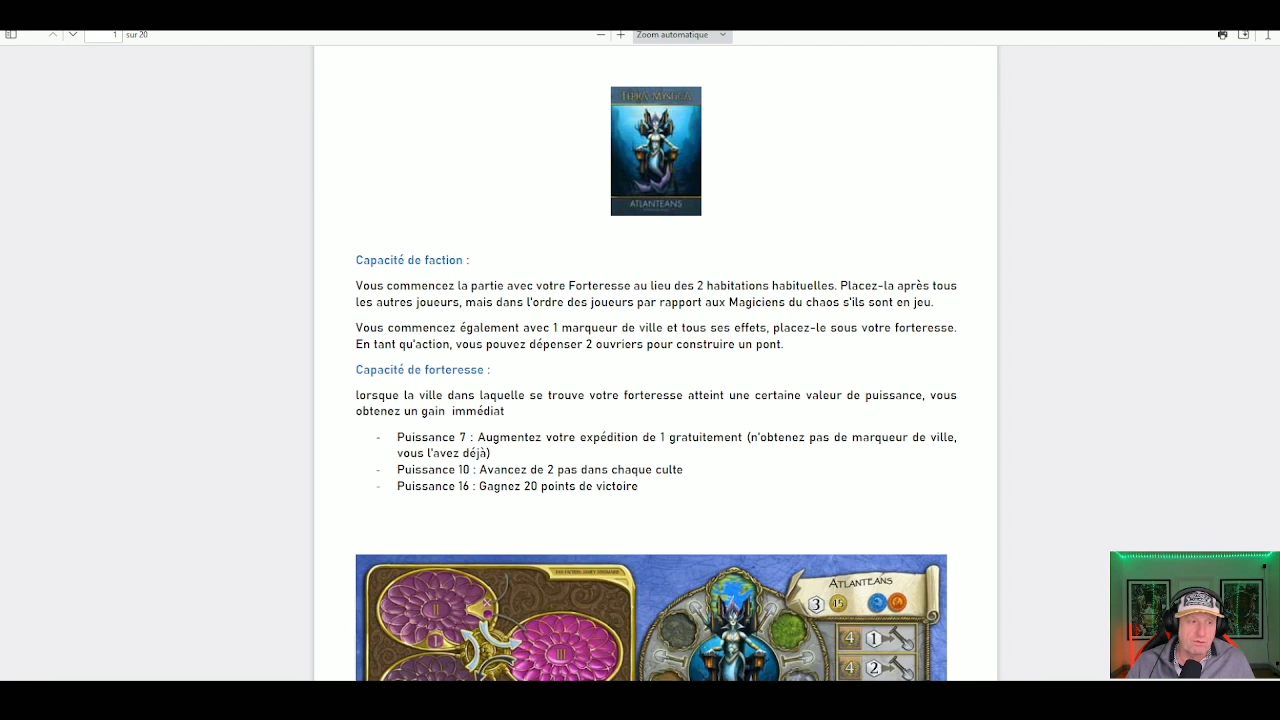 1 sur 20 Zoom automatique
TERRA MYSTICA
ATLANTEANS
Capacité de faction :
Vous commencez la partie avec votre Forteresse au lieu des 2 habitations habituelles. Placez-la après tous
les autres joueurs, mais dans l'ordre des joueurs par rapport aux Magiciens du chaos s'ils sont en jeu.
Vous commencez également avec 1 marqueur de ville et tous ses effets, placez-le sous votre forteresse.
En tant qu'action, vous pouvez dépenser 2 ouvriers pour construire un pont.
Capacité de forteresse :
lorsque la ville dans laquelle se trouve votre forteresse atteint une certaine valeur de puissance, vous
obtenez un gain immédiat
- Puissance 7 : Augmentez votre expédition de 1 gratuitement (n'obtenez pas de marqueur de ville,
vous l'avez déjà)
- Puissance 10 : Avancez de 2 pas dans chaque culte
- Puissance 16 : Gagnez 20 points de victoire
ATLANTEANS
3 15
II
I
III
4 1
4 2